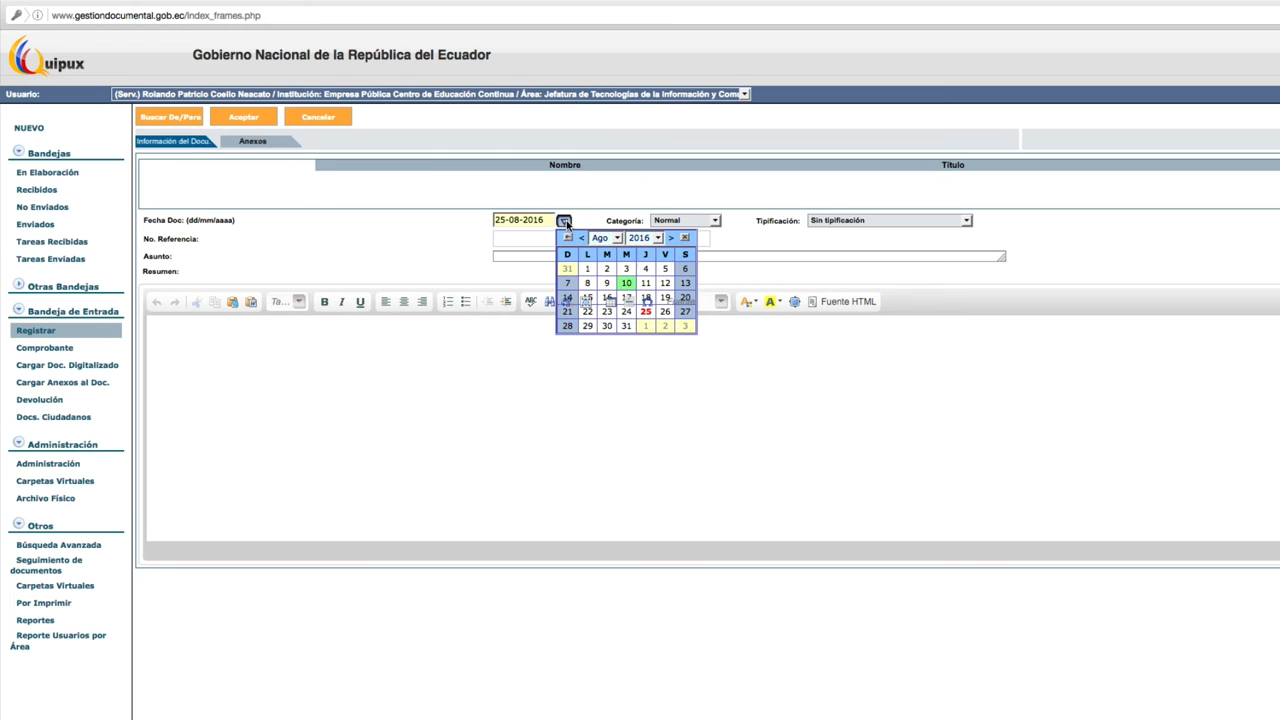 www.gestiondocumental.gob.ec/index_frames.php
Quipux
Gobierno Nacional de la República del Ecuador
Usuario: (Serv.) Rolando Patricio Coello Neacato / Institución: Empresa Pública Centro de Educación Continua / Área: Jefatura de Tecnologías de la Información y Com
Buscar De/Para Aceptar Cancelar
NUEVO
Información del Docu. Anexos
Bandejas
Nombre Título
En Elaboración
Recibidos
No Enviados
Enviados
Tareas Recibidas
Tareas Enviadas
Fecha Doc: (dd/mm/aaaa) 25-08-2016 Categoría: Normal Tipificación: Sin tipificación
No. Referencia:
Asunto:
Resumen:
< Ago 2016 >
D L M M J V S
31 1 2 3 4 5 6
7 8 9 10 11 12 13
14 15 16 17 18 19 20
21 22 23 24 25 26 27
28 29 30 31 1 2 3
Ta... B I U ABC A A Fuente HTML
Otras Bandejas
Bandeja de Entrada
Registrar
Comprobante
Cargar Doc. Digitalizado
Cargar Anexos al Doc.
Devolución
Docs. Ciudadanos
Administración
Administración
Carpetas Virtuales
Archivo Físico
Otros
Búsqueda Avanzada
Seguimiento de
documentos
Carpetas Virtuales
Por Imprimir
Reportes
Reporte Usuarios por
Área